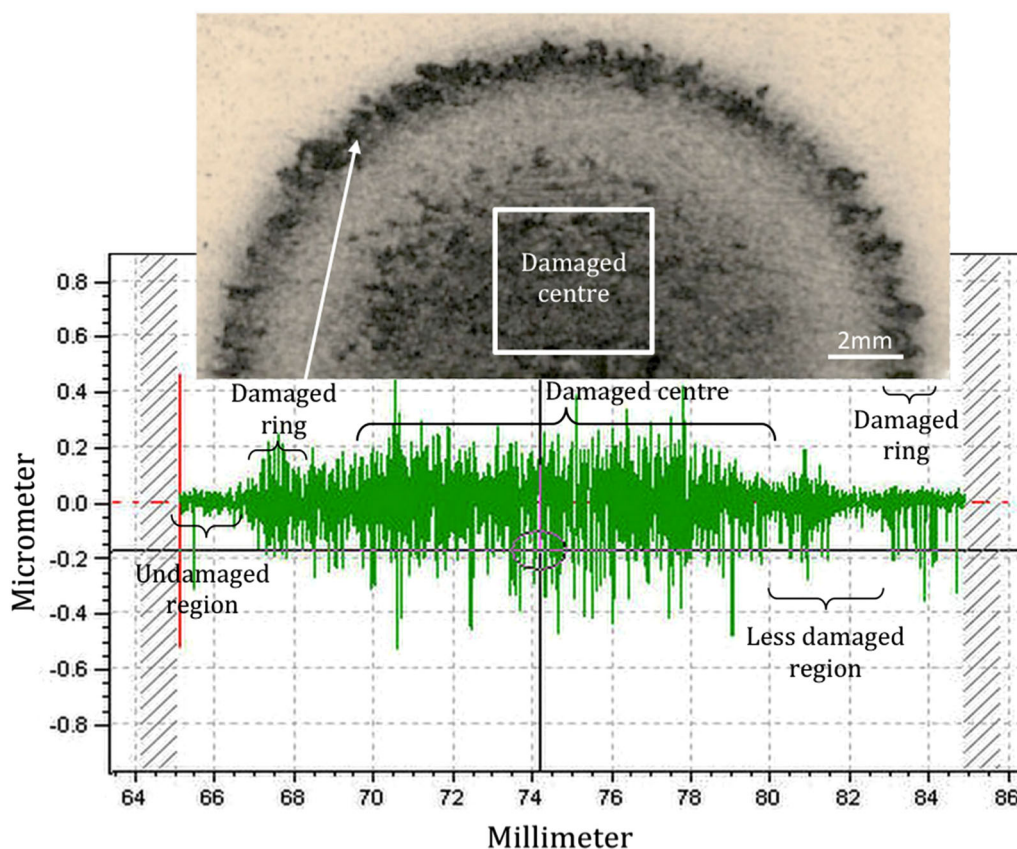 Damaged
centre
2mm
0.8
0.6
0.4
0.2
0.0
-0.2
-0.4
-0.6
-0.8
Micrometer
Damaged
ring
Damaged centre
Damaged
ring
Undamaged
region
Less damaged
region
64 66 68 70 72 74 76 78 80 82 84 86
Millimeter